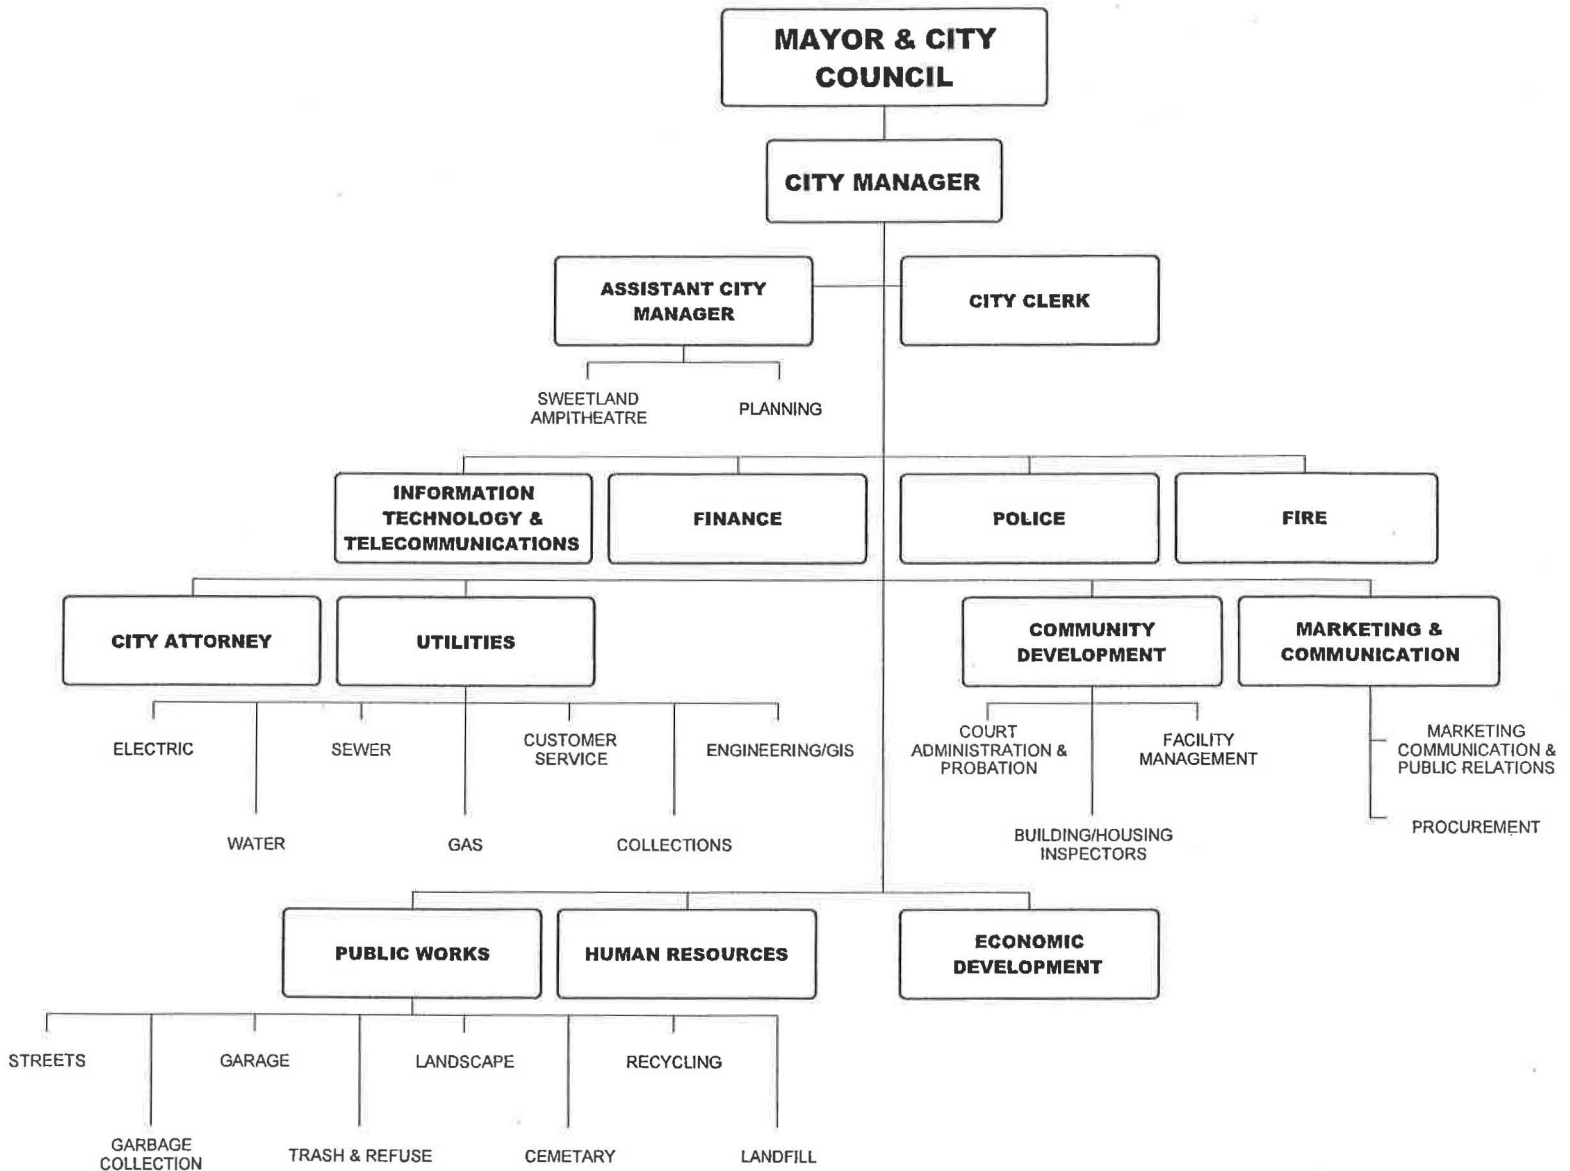 MAYOR & CITY
COUNCIL
CITY MANAGER
ASSISTANT CITY
MANAGER
CITY CLERK
SWEETLAND
AMPITHEATRE
PLANNING
INFORMATION
TECHNOLOGY &
TELECOMMUNICATIONS
FINANCE
POLICE
FIRE
CITY ATTORNEY
UTILITIES
COMMUNITY
DEVELOPMENT
MARKETING &
COMMUNICATION
ELECTRIC
SEWER
CUSTOMER
SERVICE
ENGINEERING/GIS
COURT
ADMINISTRATION &
PROBATION
FACILITY
MANAGEMENT
MARKETING
COMMUNICATION &
PUBLIC RELATIONS
WATER
GAS
COLLECTIONS
BUILDING/HOUSING
INSPECTORS
PROCUREMENT
PUBLIC WORKS
HUMAN RESOURCES
ECONOMIC
DEVELOPMENT
STREETS
GARAGE
LANDSCAPE
RECYCLING
GARBAGE
COLLECTION
TRASH & REFUSE
CEMETARY
LANDFILL